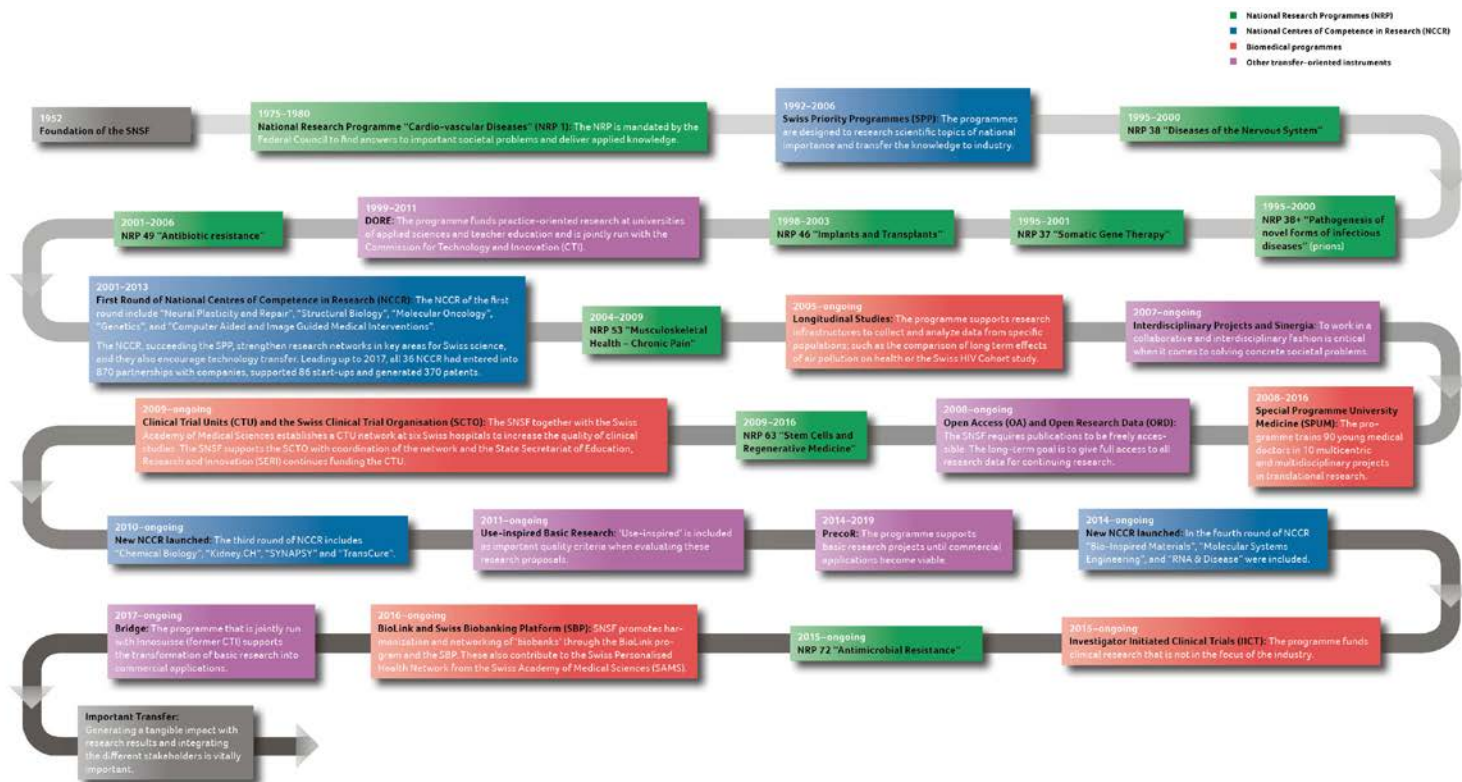 National Research Programmes (NRP)
National Centres of Competence in Research (NCCR)
Biomedical programmes
Other transfer-oriented instruments
1952
Foundation of the SNSF
1975–1980
National Research Programme "Cardio-vascular Diseases" (NRP 1): The NRP is mandated by the
Federal Council to find answers to important societal problems and deliver applied knowledge.
1992–2006
Swiss Priority Programmes (SPP): The programmes
are designed to research scientific topics of national
importance and transfer the knowledge to industry.
1995–2000
NRP 38 "Diseases of the Nervous System"
1995–2000
NRP 38+ "Pathogenesis of
novel forms of infectious
diseases" (prions)
1995–2001
NRP 37 "Somatic Gene Therapy"
1998–2003
NRP 46 "Implants and Transplants"
1999–2011
DORE: The programme funds practice-oriented research at universities
of applied sciences and teacher education and is jointly run with the
Commission for Technology and Innovation (CTI).
2001–2006
NRP 49 "Antibiotic resistance"
2001–2013
First Round of National Centres of Competence in Research (NCCR): The NCCR of the first
round include "Neural Plasticity and Repair", "Structural Biology", "Molecular Oncology",
"Genetics", and "Computer Aided and Image Guided Medical Interventions".
The NCCR, succeeding the SPP, strengthen research networks in key areas for Swiss science,
and they also encourage technology transfer. Leading up to 2017, all 36 NCCR had entered into
870 partnerships with companies, supported 86 start-ups and generated 370 patents.
2004–2009
NRP 53 "Musculoskeletal
Health – Chronic Pain"
2005–ongoing
Longitudinal Studies: The programme supports research
infrastructures to collect and analyze data from specific
populations; such as the comparison of long term effects
of air pollution on health or the Swiss HIV Cohort study.
2007–ongoing
Interdisciplinary Projects and Sinergia: To work in a
collaborative and interdisciplinary fashion is critical
when it comes to solving concrete societal problems.
2008–2016
Special Programme University
Medicine (SPUM): The pro-
gramme trains 90 young medical
doctors in 10 multicentric
and multidisciplinary projects
in translational research.
2008–ongoing
Open Access (OA) and Open Research Data (ORD):
The SNSF requires publications to be freely acces-
sible. The long-term goal is to give full access to all
research data for continuing research.
2009–2016
NRP 63 "Stem Cells and
Regenerative Medicine"
2009–ongoing
Clinical Trial Units (CTU) and the Swiss Clinical Trial Organisation (SCTO): The SNSF together with the Swiss
Academy of Medical Sciences establishes a CTU network at six Swiss hospitals to increase the quality of clinical
studies. The SNSF supports the SCTO with coordination of the network and the State Secretariat of Education,
Research and Innovation (SERI) continues funding the CTU.
2010–ongoing
New NCCR launched: The third round of NCCR includes
"Chemical Biology", "Kidney.CH", "SYNAPSY" and "TransCure".
2011–ongoing
Use-inspired Basic Research: 'Use-inspired' is included
as important quality criteria when evaluating these
research proposals.
2014–2019
PrecoR: The programme supports
basic research projects until commercial
applications become viable.
2014–ongoing
New NCCR launched: In the fourth round of NCCR
"Bio-Inspired Materials", "Molecular Systems
Engineering", and "RNA & Disease" were included.
2015–ongoing
Investigator Initiated Clinical Trials (IICT): The programme funds
clinical research that is not in the focus of the industry.
2015–ongoing
NRP 72 "Antimicrobial Resistance"
2016–ongoing
BioLink and Swiss Biobanking Platform (SBP): SNSF promotes har-
monization and networking of 'biobanks' through the BioLink pro-
gram and the SBP. These also contribute to the Swiss Personalised
Health Network from the Swiss Academy of Medical Sciences (SAMS).
2017–ongoing
Bridge: The programme that is jointly run
with Innosuisse (former CTI) supports
the transformation of basic research into
commercial applications.
Important Transfer:
Generating a tangible impact with
research results and integrating
the different stakeholders is vitally
important.